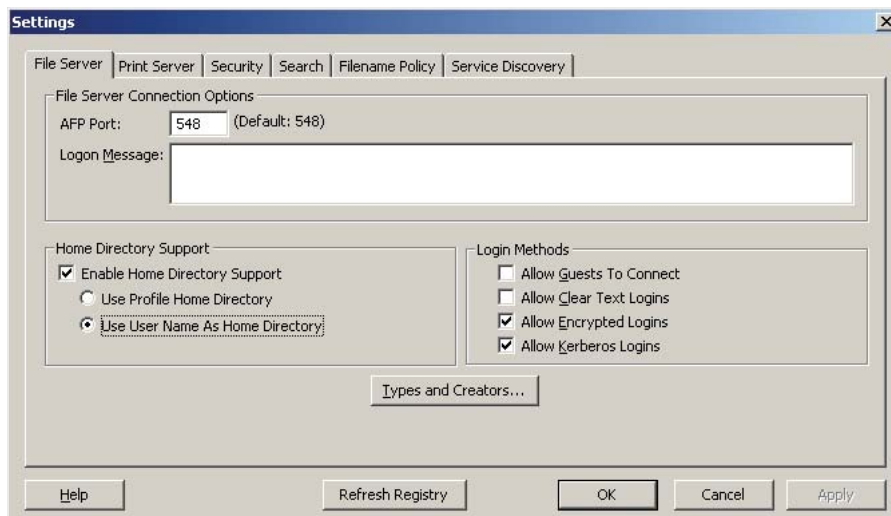 Settings
File Server Print Server Security Search Filename Policy Service Discovery
File Server Connection Options
AFP Port: 548 (Default: 548)
Logon Message:
Home Directory Support
Enable Home Directory Support
Use Profile Home Directory
Use User Name As Home Directory
Login Methods
Allow Guests To Connect
Allow Clear Text Logins
Allow Encrypted Logins
Allow Kerberos Logins
Types and Creators...
Help Refresh Registry OK Cancel Apply